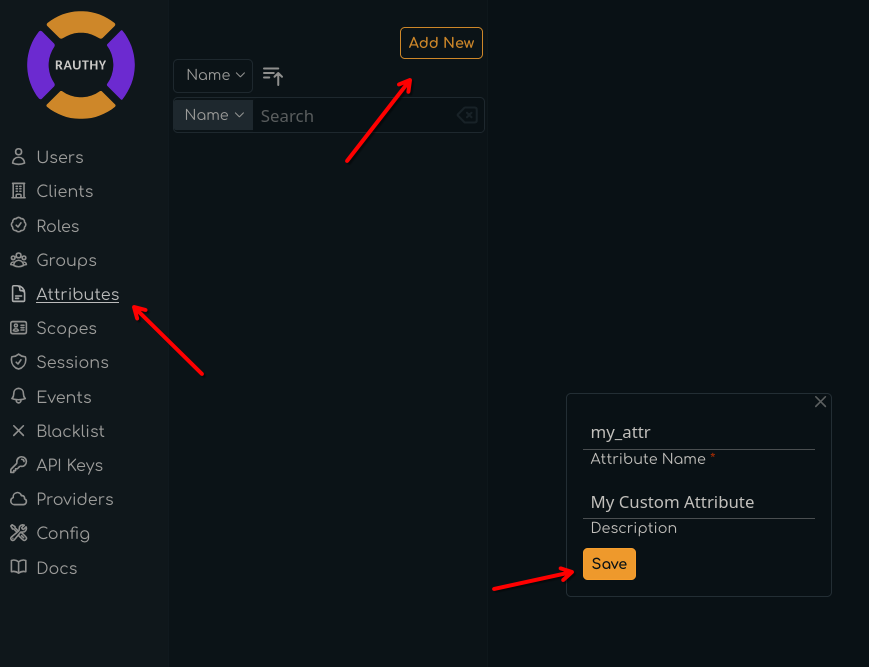 RAUTHY
Users
Clients
Roles
Groups
Attributes
Scopes
Sessions
Events
Blacklist
API Keys
Providers
Config
Docs
Add New
Name
Name Search
my_attr
Attribute Name *
My Custom Attribute
Description
Save